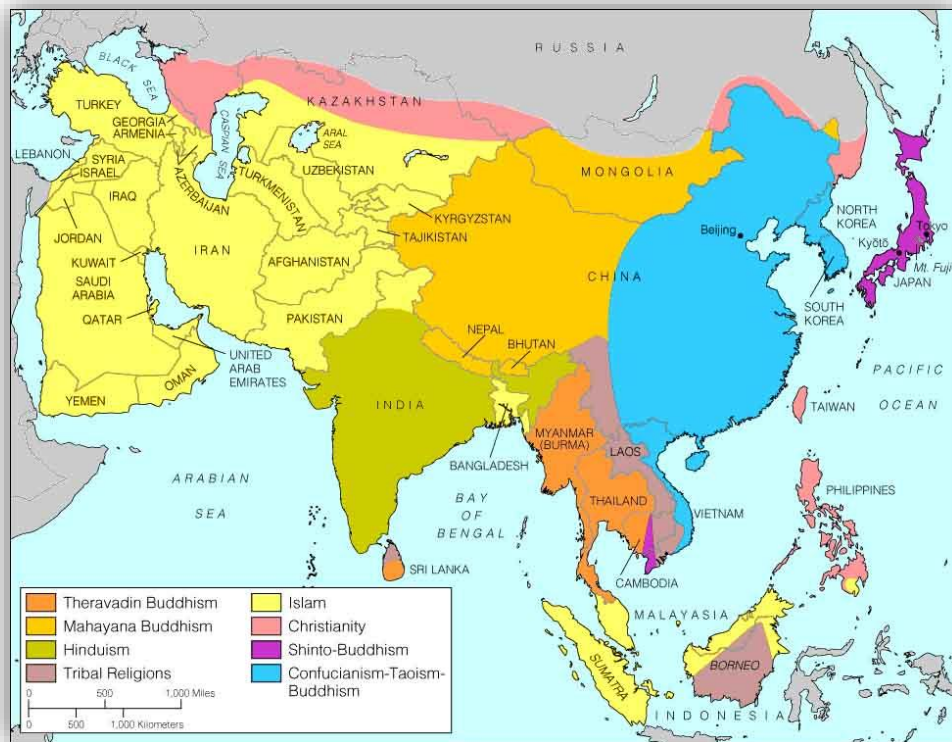 RUSSIA
BLACK SEA
TURKEY
GEORGIA
ARMENIA
CASPIAN SEA
KAZAKHSTAN
ARAL
SEA
LEBANON
SYRIA
ISRAEL
IRAQ
AZERBAIJAN
TURKMENISTAN
UZBEKISTAN
MONGOLIA
KYRGYZSTAN
TAJIKISTAN
JORDAN
IRAN
AFGHANISTAN
Beijing
NORTH
KOREA
Tokyo
Kyōtō
Mt. Fuji
JAPAN
KUWAIT
SAUDI
ARABIA
CHINA
SOUTH
KOREA
QATAR
PAKISTAN
NEPAL
BHUTAN
UNITED
ARAB
EMIRATES
OMAN
YEMEN
INDIA
PACIFIC
OCEAN
TAIWAN
MYANMAR
(BURMA)
LAOS
BANGLADESH
ARABIAN
SEA
BAY
OF
BENGAL
THAILAND
VIETNAM
PHILIPPINES
SRI LANKA
CAMBODIA
MALAYASIA
BORNEO
SUMATRA
INDONESIA
Theravadin Buddhism
Mahayana Buddhism
Hinduism
Tribal Religions
Islam
Christianity
Shinto-Buddhism
Confucianism-Taoism-
Buddhism
0 500 1,000 Miles
0 500 1,000 Kilometers